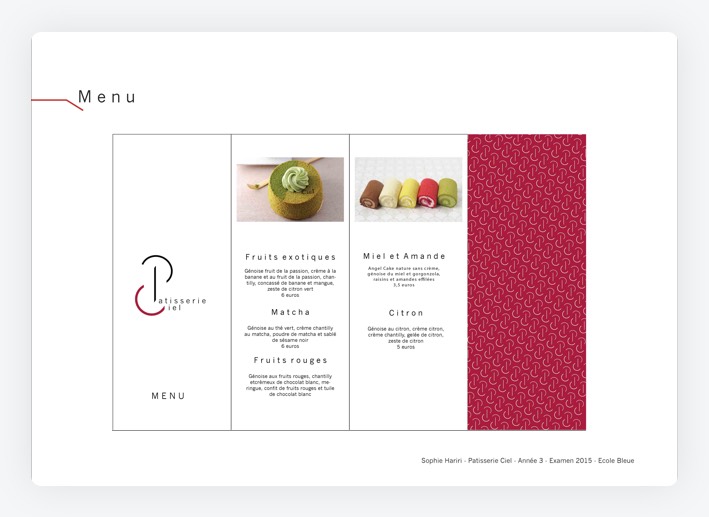 Menu
Patisserie
Ciel
MENU
Fruits exotiques
Génoise fruit de la passion, crème à la
banane et au fruit de la passion, chan-
tilly, concassé de banane et mangue,
zeste de citron vert
6 euros
Matcha
Génoise au thé vert, crème chantilly
au matcha, poudre de matcha et sablé
de sésame noir
6 euros
Fruits rouges
Génoise aux fruits rouges, chantilly
etcrèmeux de chocolat blanc, me
ringue, confit de fruits rouges et tuile
de chocolat blanc
Miel et Amande
Angel Cake nature sans crème,
génoise du miel et gorgonzola,
raisins et amandes effilées
3,5 euros
Citron
Génoise au citron, crème citron,
crème chantilly, gelée de citron,
zeste de citron
5 euros
Sophie Hariri - Patisserie Ciel - Année 3 - Examen 2015 - Ecole Bleue